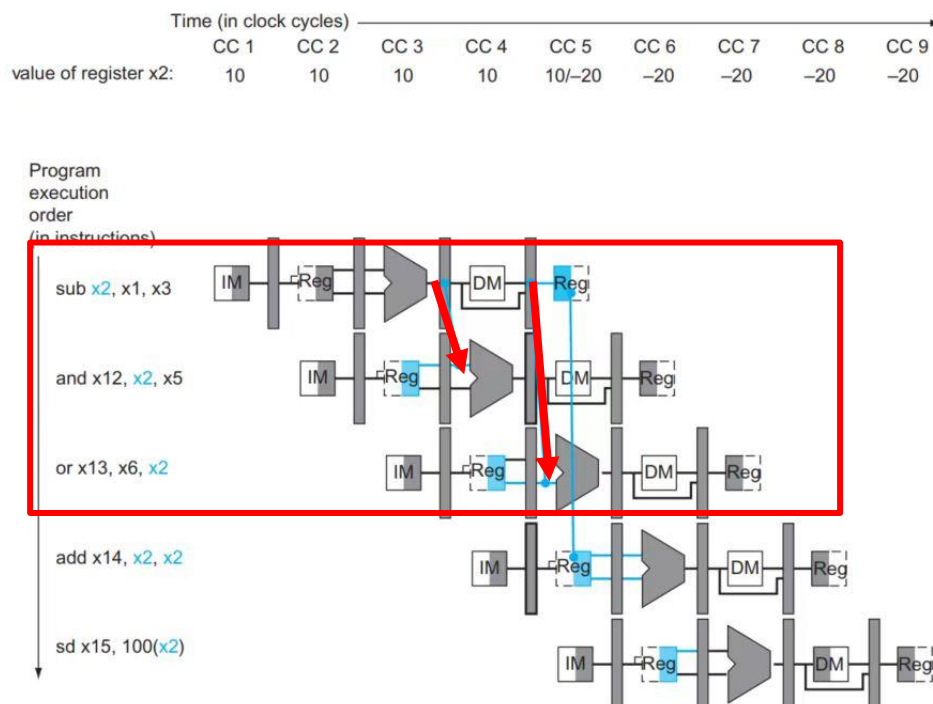 Time (in clock cycles)
CC 1 CC 2 CC 3 CC 4 CC 5 CC 6 CC 7 CC 8 CC 9
value of register x2: 10 10 10 10 10/–20 –20 –20 –20 –20
Program
execution
order
(in instructions)
sub x2, x1, x3 IM Reg DM Reg
and x12, x2, x5 IM Reg DM Reg
or x13, x6, x2 IM Reg DM Reg
add x14, x2, x2 IM Reg DM Reg
sd x15, 100(x2) IM Reg DM Reg